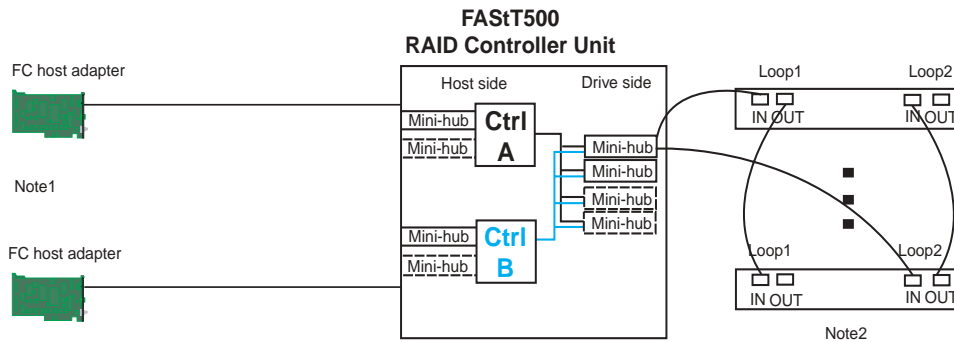 FAStT500
RAID Controller Unit
FC host adapter
Host side
Drive side
Loop1
Loop2
IN OUT
IN OUT
Mini-hub
Mini-hub
Ctrl
A
Mini-hub
Mini-hub
Mini-hub
Mini-hub
Note1
Mini-hub
Mini-hub
Ctrl
B
FC host adapter
Loop1
Loop2
IN OUT
IN OUT
Note2